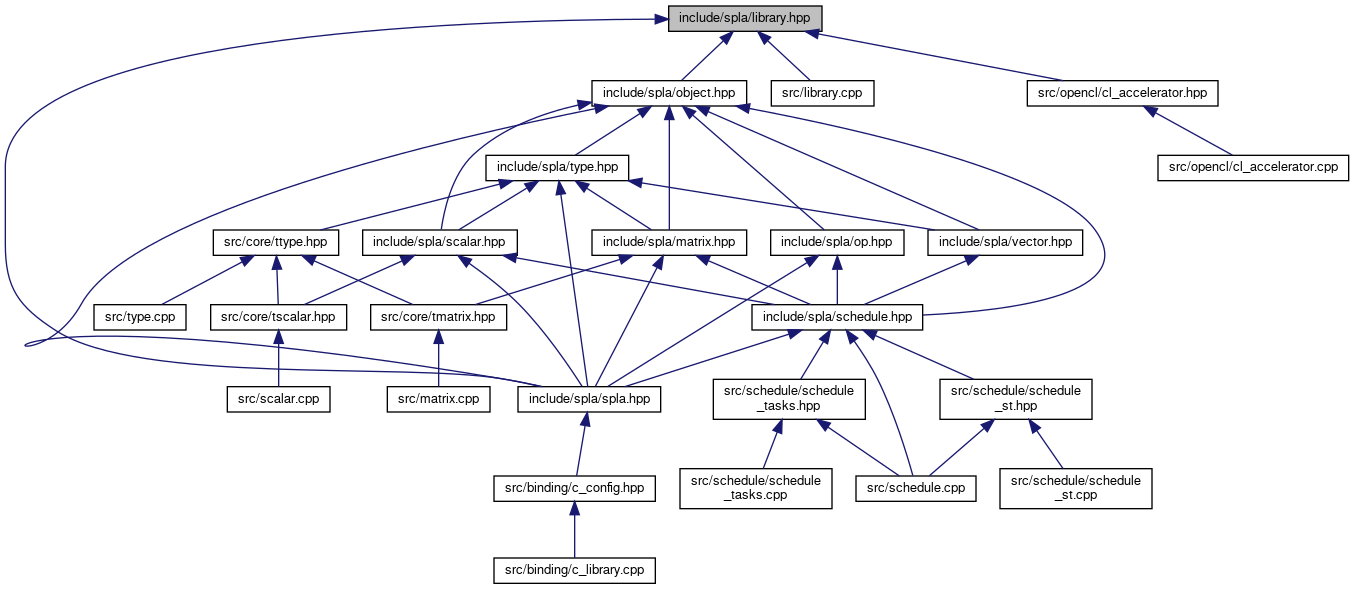 include/spla/library.hpp
include/spla/object.hpp
src/library.cpp
src/opencl/cl_accelerator.hpp
include/spla/type.hpp
src/opencl/cl_accelerator.cpp
src/core/ttype.hpp
include/spla/scalar.hpp
include/spla/matrix.hpp
include/spla/op.hpp
include/spla/vector.hpp
src/type.cpp
src/core/tscalar.hpp
src/core/tmatrix.hpp
include/spla/schedule.hpp
src/scalar.cpp
src/matrix.cpp
include/spla/spla.hpp
src/schedule/schedule
_tasks.hpp
src/schedule/schedule
_st.hpp
src/binding/c_config.hpp
src/schedule/schedule
_tasks.cpp
src/schedule.cpp
src/schedule/schedule
_st.cpp
src/binding/c_library.cpp